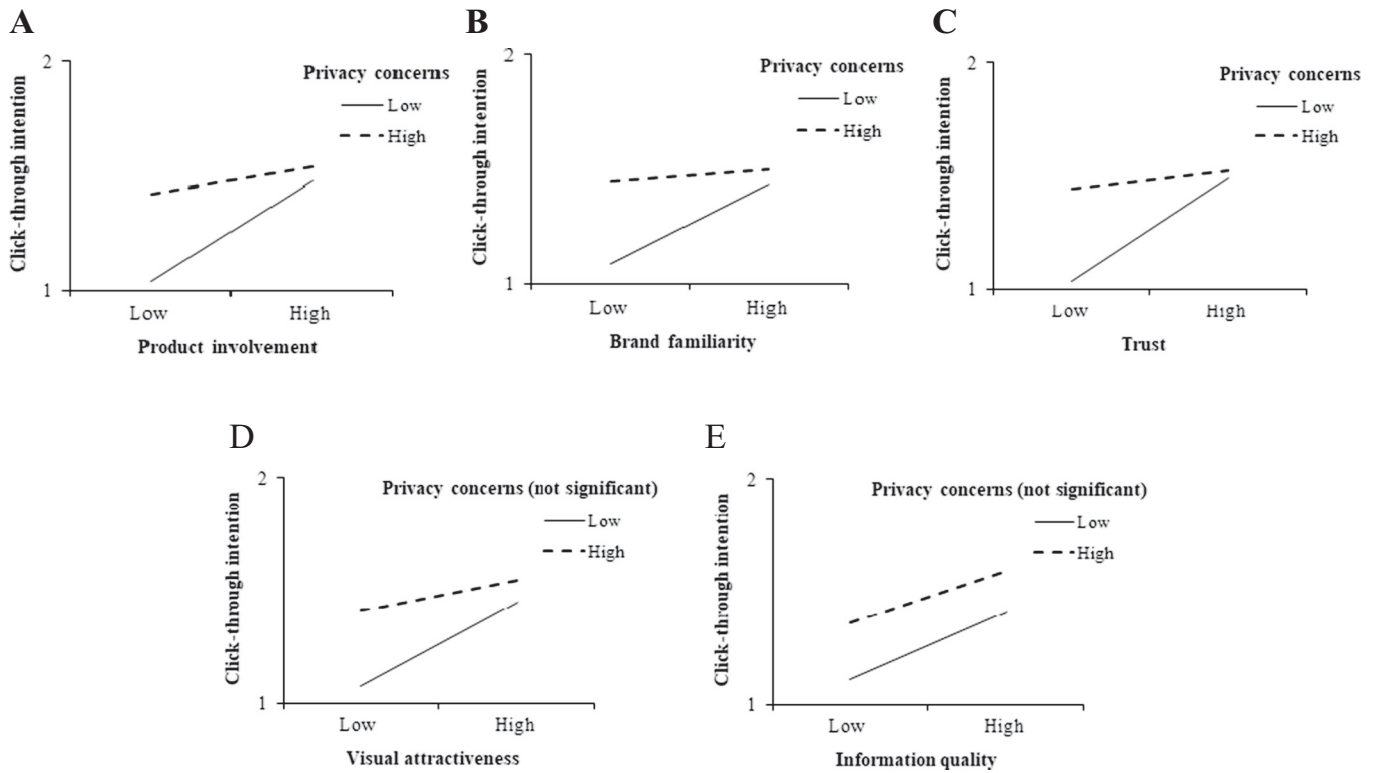 A
B
C
2
Privacy concerns
Low
High
Click-through intention
1
Low
High
Product involvement
2
Privacy concerns
Low
High
Click-through intention
1
Low
High
Brand familiarity
2
Privacy concerns
Low
High
Click-through intention
1
Low
High
Trust
D
E
2
Privacy concerns (not significant)
Low
High
Click-through intention
1
Low
High
Visual attractiveness
2
Privacy concerns (not significant)
Low
High
Click-through intention
1
Low
High
Information quality